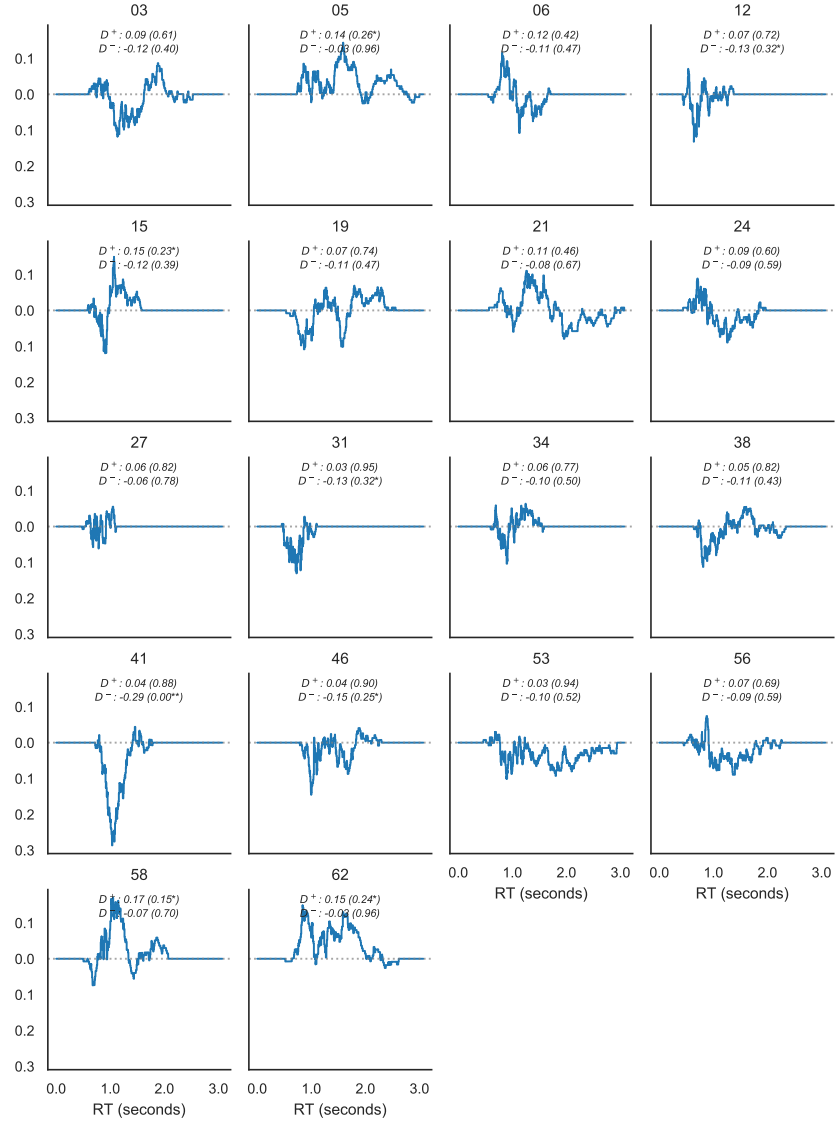 03 05 06 12
D⁺: 0.09 (0.61) D⁺: 0.14 (0.26*) D⁺: 0.12 (0.42) D⁺: 0.07 (0.72)
D⁻: -0.12 (0.40) D⁻: -0.03 (0.96) D⁻: -0.11 (0.47) D⁻: -0.13 (0.32*)
0.1
0.0
0.1
0.2
0.3
15 19 21 24
D⁺: 0.15 (0.23*) D⁺: 0.07 (0.74) D⁺: 0.11 (0.46) D⁺: 0.09 (0.60)
D⁻: -0.12 (0.39) D⁻: -0.11 (0.47) D⁻: -0.08 (0.67) D⁻: -0.09 (0.59)
0.1
0.0
0.1
0.2
0.3
27 31 34 38
D⁺: 0.06 (0.82) D⁺: 0.03 (0.95) D⁺: 0.06 (0.77) D⁺: 0.05 (0.82)
D⁻: -0.06 (0.78) D⁻: -0.13 (0.32*) D⁻: -0.10 (0.50) D⁻: -0.11 (0.43)
0.1
0.0
0.1
0.2
0.3
41 46 53 56
D⁺: 0.04 (0.88) D⁺: 0.04 (0.90) D⁺: 0.03 (0.94) D⁺: 0.07 (0.69)
D⁻: -0.29 (0.00**) D⁻: -0.15 (0.25*) D⁻: -0.10 (0.52) D⁻: -0.09 (0.59)
0.1
0.0
0.1
0.2
0.3
0.0 1.0 2.0 3.0 0.0 1.0 2.0 3.0
RT (seconds) RT (seconds)
58 62
D⁺: 0.17 (0.15*) D⁺: 0.15 (0.24*)
D⁻: -0.07 (0.70) D⁻: -0.03 (0.96)
0.1
0.0
0.1
0.2
0.3
0.0 1.0 2.0 3.0 0.0 1.0 2.0 3.0
RT (seconds) RT (seconds)